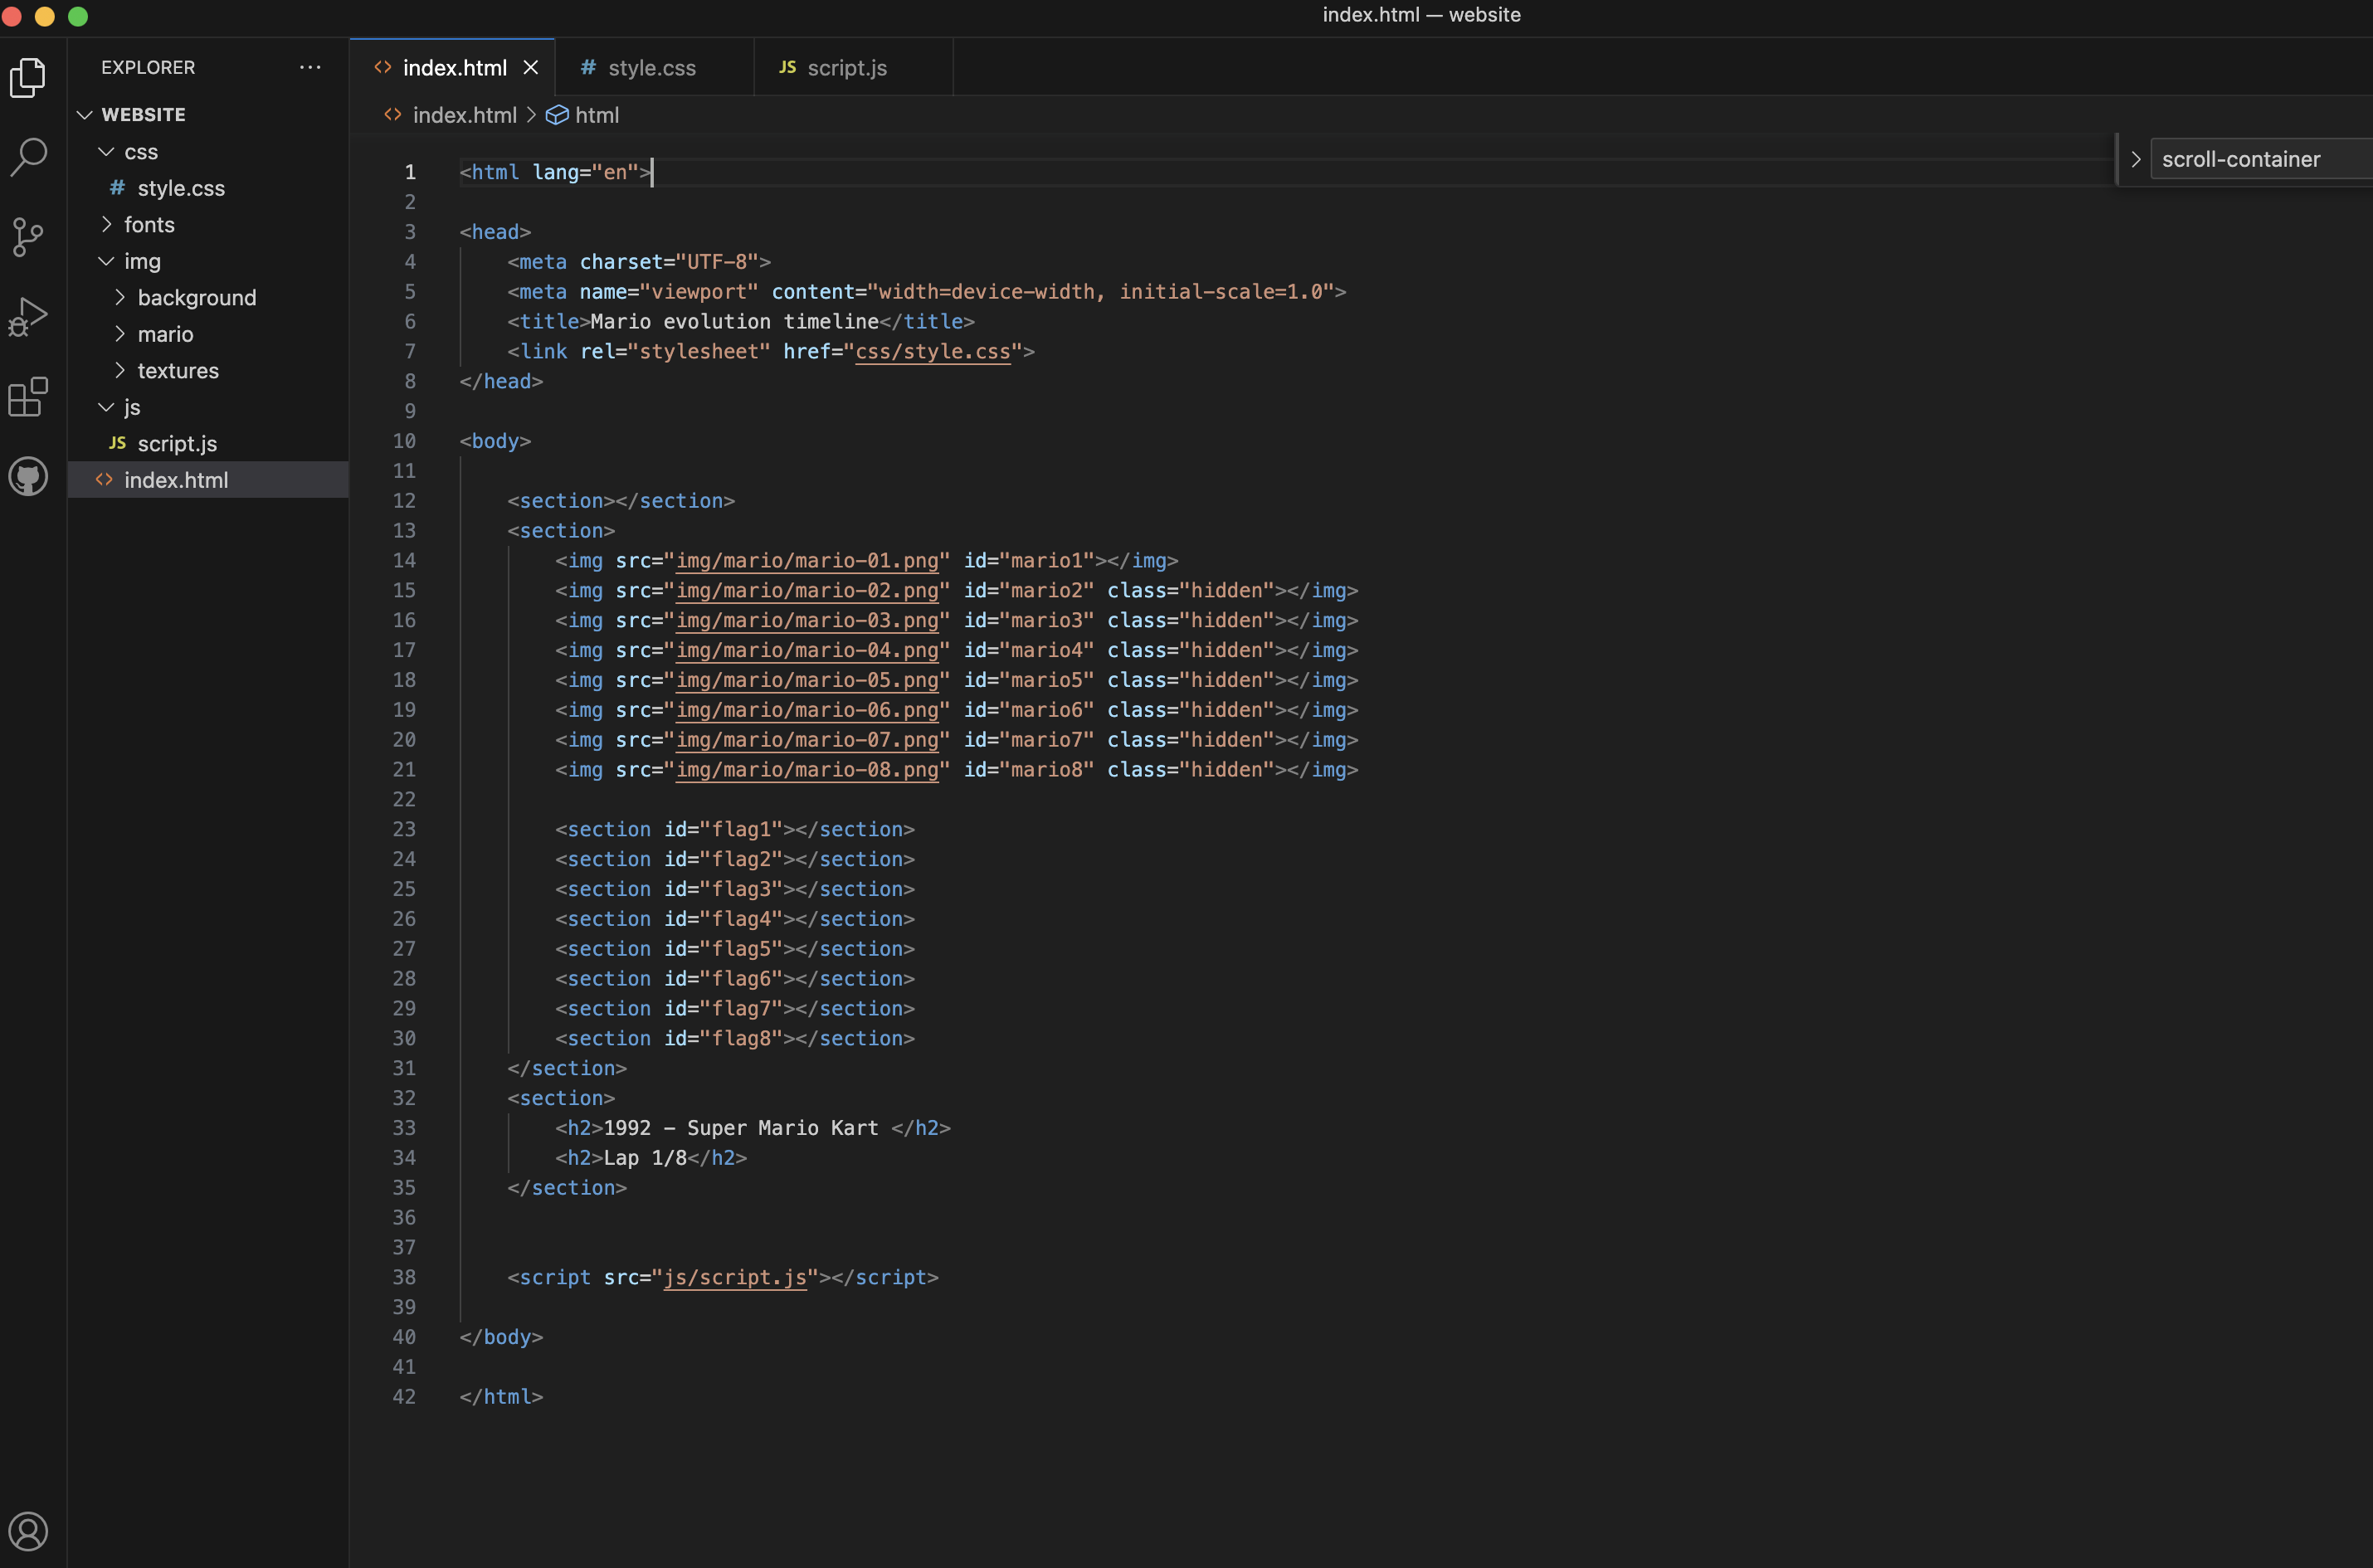 index.html — website
EXPLORER
WEBSITE
css
# style.css
fonts
img
background
mario
textures
js
JS script.js
<> index.html
<> index.html # style.css JS script.js
<> index.html > html
scroll-container
1 <html lang="en">
2
3 <head>
4 <meta charset="UTF-8">
5 <meta name="viewport" content="width=device-width, initial-scale=1.0">
6 <title>Mario evolution timeline</title>
7 <link rel="stylesheet" href="css/style.css">
8 </head>
9
10 <body>
11
12 <section></section>
13 <section>
14 <img src="img/mario/mario-01.png" id="mario1"></img>
15 <img src="img/mario/mario-02.png" id="mario2" class="hidden"></img>
16 <img src="img/mario/mario-03.png" id="mario3" class="hidden"></img>
17 <img src="img/mario/mario-04.png" id="mario4" class="hidden"></img>
18 <img src="img/mario/mario-05.png" id="mario5" class="hidden"></img>
19 <img src="img/mario/mario-06.png" id="mario6" class="hidden"></img>
20 <img src="img/mario/mario-07.png" id="mario7" class="hidden"></img>
21 <img src="img/mario/mario-08.png" id="mario8" class="hidden"></img>
22
23 <section id="flag1"></section>
24 <section id="flag2"></section>
25 <section id="flag3"></section>
26 <section id="flag4"></section>
27 <section id="flag5"></section>
28 <section id="flag6"></section>
29 <section id="flag7"></section>
30 <section id="flag8"></section>
31 </section>
32 <section>
33 <h2>1992 – Super Mario Kart </h2>
34 <h2>Lap 1/8</h2>
35 </section>
36
37
38 <script src="js/script.js"></script>
39
40 </body>
41
42 </html>